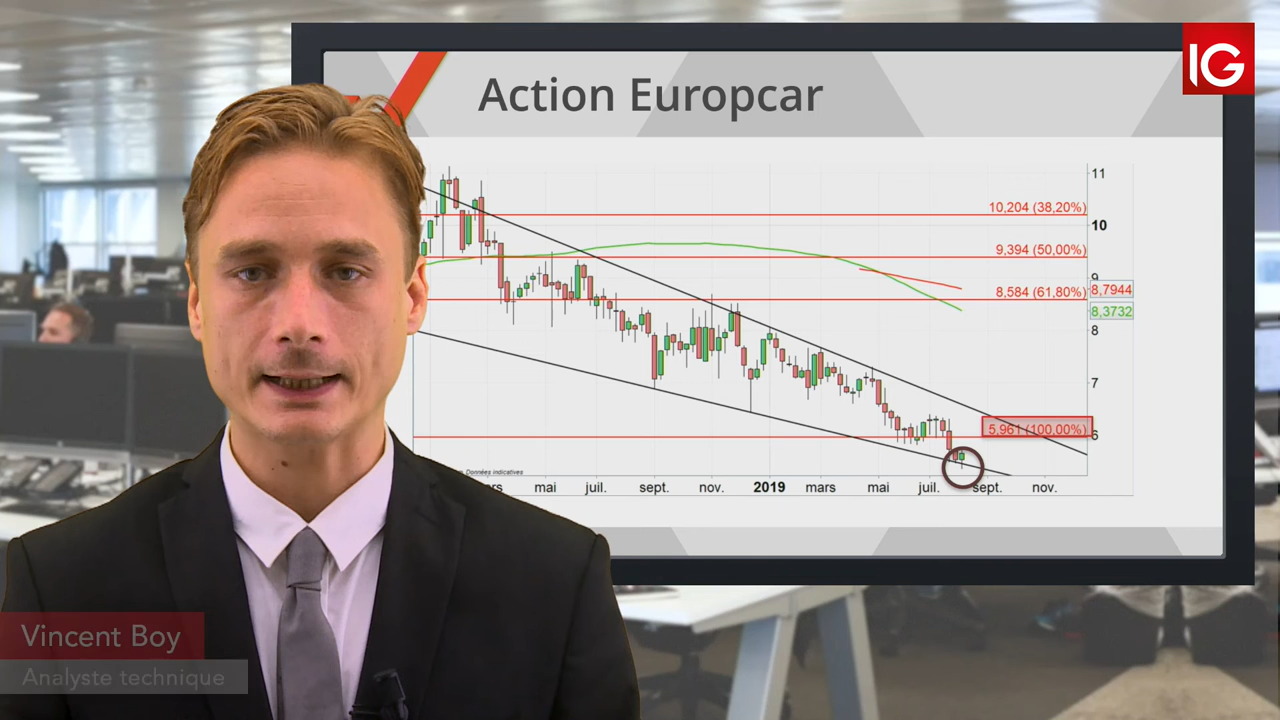 IG
Action Europcar
11
10,204 (38,20%)
10
9,394 (50,00%)
9
8,584 (61,80%)
8,7944
8,3732
8
7
5,961 (100,00%)
6
Données indicatives
mai juil. sept. nov. 2019 mars mai juil. sept. nov.
Vincent Boy
Analyste technique